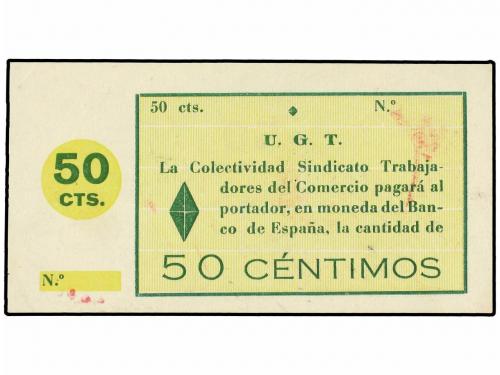 50 cts. N.º
U. G. T.
La Colectividad Sindicato Trabaja-
dores del Comercio pagará al
portador, en moneda del Ban-
co de España, la cantidad de
50 CÉNTIMOS
50
CTS.
N.º